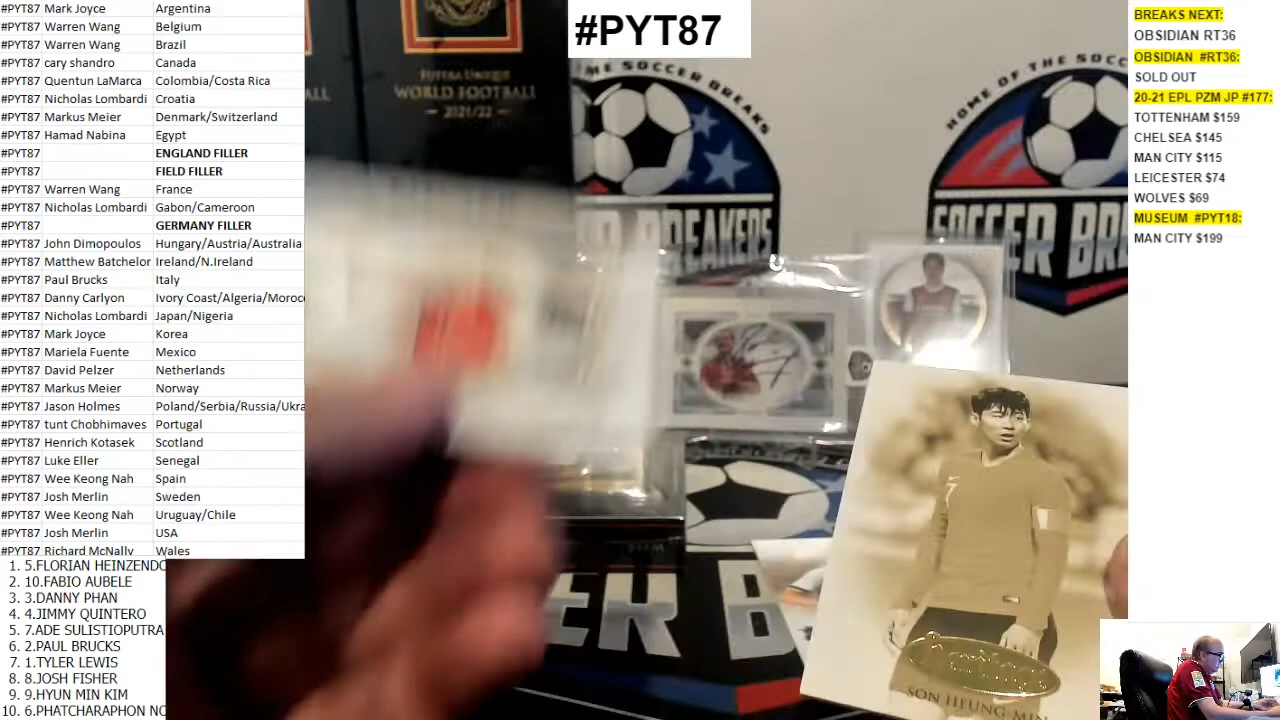 #PYT87 Mark Joyce Argentina
#PYT87 Warren Wang Belgium
#PYT87 Warren Wang Brazil
#PYT87 cary shandro Canada
#PYT87 Quentun LaMarca Colombia/Costa Rica
#PYT87 Nicholas Lombardi Croatia
#PYT87 Markus Meier Denmark/Switzerland
#PYT87 Hamad Nabina Egypt
#PYT87 ENGLAND FILLER
#PYT87 FIELD FILLER
#PYT87 Warren Wang France
#PYT87 Nicholas Lombardi Gabon/Cameroon
#PYT87 GERMANY FILLER
#PYT87 John Dimopoulos Hungary/Austria/Australia
#PYT87 Matthew Batchelor Ireland/N.Ireland
#PYT87 Paul Brucks Italy
#PYT87 Danny Carlyon Ivory Coast/Algeria/Moroc
#PYT87 Nicholas Lombardi Japan/Nigeria
#PYT87 Mark Joyce Korea
#PYT87 Mariela Fuente Mexico
#PYT87 David Pelzer Netherlands
#PYT87 Markus Meier Norway
#PYT87 Jason Holmes Poland/Serbia/Russia/Ukra
#PYT87 tunt Chobhimaves Portugal
#PYT87 Henrich Kotasek Scotland
#PYT87 Luke Eller Senegal
#PYT87 Wee Keong Nah Spain
#PYT87 Josh Merlin Sweden
#PYT87 Wee Keong Nah Uruguay/Chile
#PYT87 Josh Merlin USA
#PYT87 Richard McNally Wales
1. 5.FLORIAN HEINZENDO
2. 10.FABIO AUBELE
3. 3.DANNY PHAN
4. 4.JIMMY QUINTERO
5. 7.ADE SULISTIOPUTRA
6. 2.PAUL BRUCKS
7. 1.TYLER LEWIS
8. 8.JOSH FISHER
9. 9.HYUN MIN KIM
10. 6.PHATCHARAPHON NO
#PYT87
FUTERA UNIQUE
WORLD FOOTBALL
2021/22
ME SOCCER BREAKS
ER BREAKERS
HOME OF THE SOCC
SOCCER BRE
ER B
SON HEUNG-MIN
7
BREAKS NEXT:
OBSIDIAN RT36
OBSIDIAN #RT36:
SOLD OUT
20-21 EPL PZM JP #177:
TOTTENHAM $159
CHELSEA $145
MAN CITY $115
LEICESTER $74
WOLVES $69
MUSEUM #PYT18:
MAN CITY $199